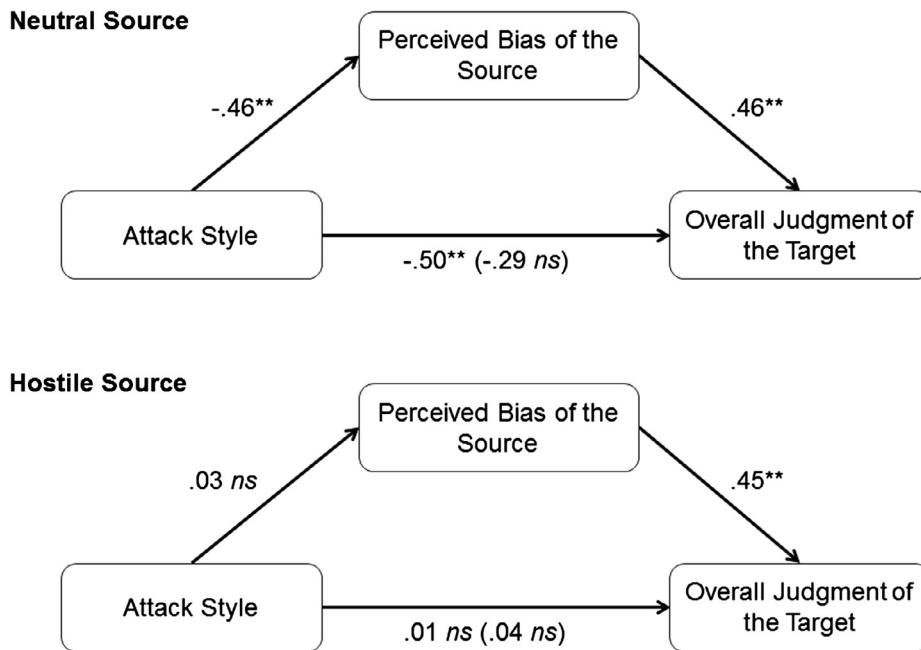 Neutral Source
Perceived Bias of the
Source
-.46**
.46**
Attack Style
Overall Judgment of
the Target
-.50** (-.29 ns)
Hostile Source
Perceived Bias of the
Source
.03 ns
.45**
Attack Style
Overall Judgment of
the Target
.01 ns (.04 ns)